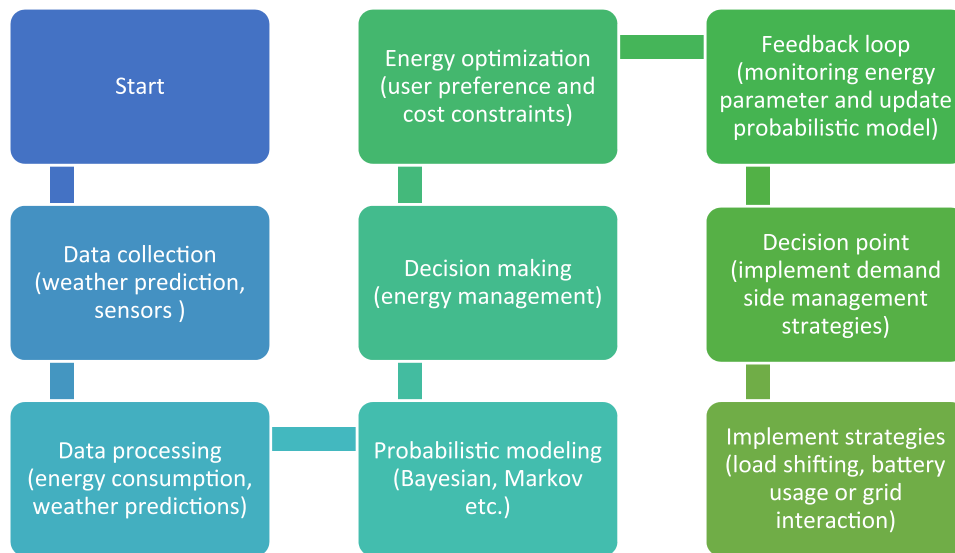 Start
Data collection
(weather prediction,
sensors )
Data processing
(energy consumption,
weather predictions)
Probabilistic modeling
(Bayesian, Markov
etc.)
Decision making
(energy management)
Energy optimization
(user preference and
cost constraints)
Feedback loop
(monitoring energy
parameter and update
probabilistic model)
Decision point
(implement demand
side management
strategies)
Implement strategies
(load shifting, battery
usage or grid
interaction)